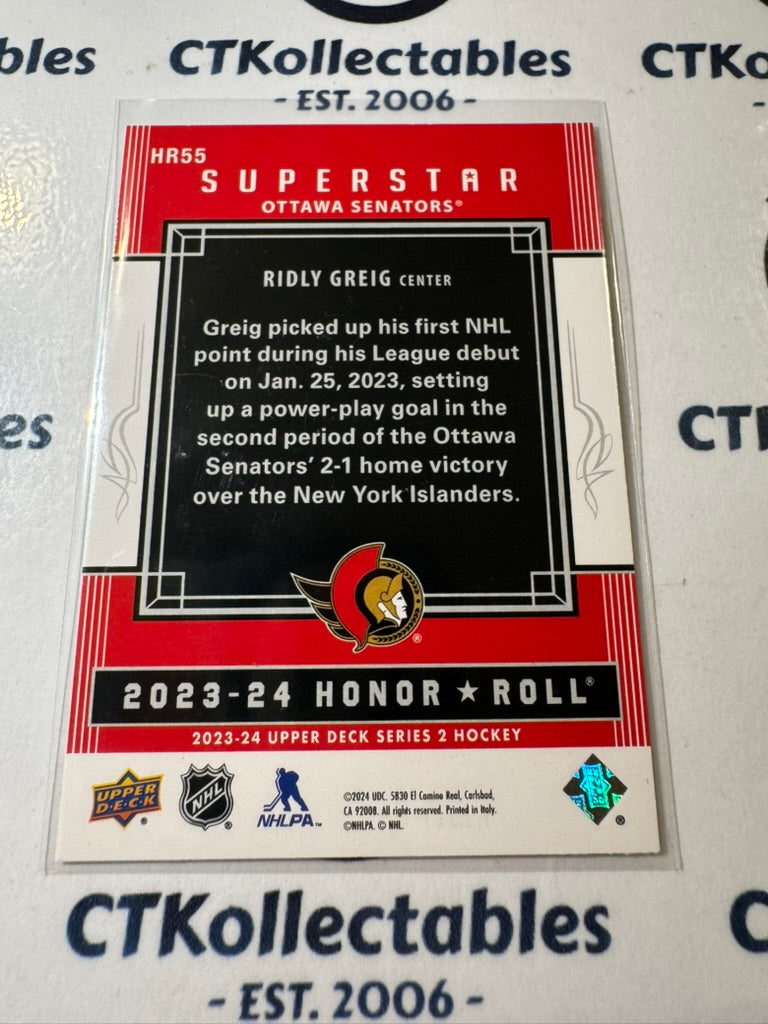 bles CTKollectables CTKo
- EST. 2006 -
HR55
SUPERSTAR
OTTAWA SENATORS®
RIDLY GREIG CENTER
Greig picked up his first NHL
point during his League debut
on Jan. 25, 2023, setting
up a power-play goal in the
second period of the Ottawa
Senators' 2-1 home victory
over the New York Islanders.
es CT
®
2023-24 HONOR ★ ROLL®
2023-24 UPPER DECK SERIES 2 HOCKEY
UPPER
D·E·C·K
®
NHL
®
NHLPA™
©2024 UDC. 5830 El Camino Real, Carlsbad,
CA 92008. All rights reserved. Printed in Italy.
©NHLPA. © NHL.
®
CTKollectables C
- EST. 2006 -